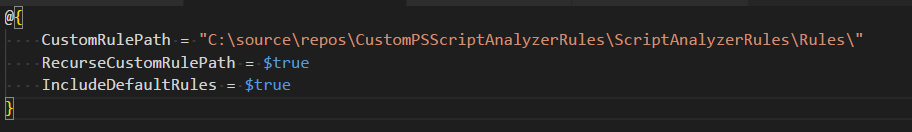 @{
    CustomRulePath = "C:\source\repos\CustomPSScriptAnalyzerRules\ScriptAnalyzerRules\Rules\"
    RecurseCustomRulePath = $true
    IncludeDefaultRules = $true
}